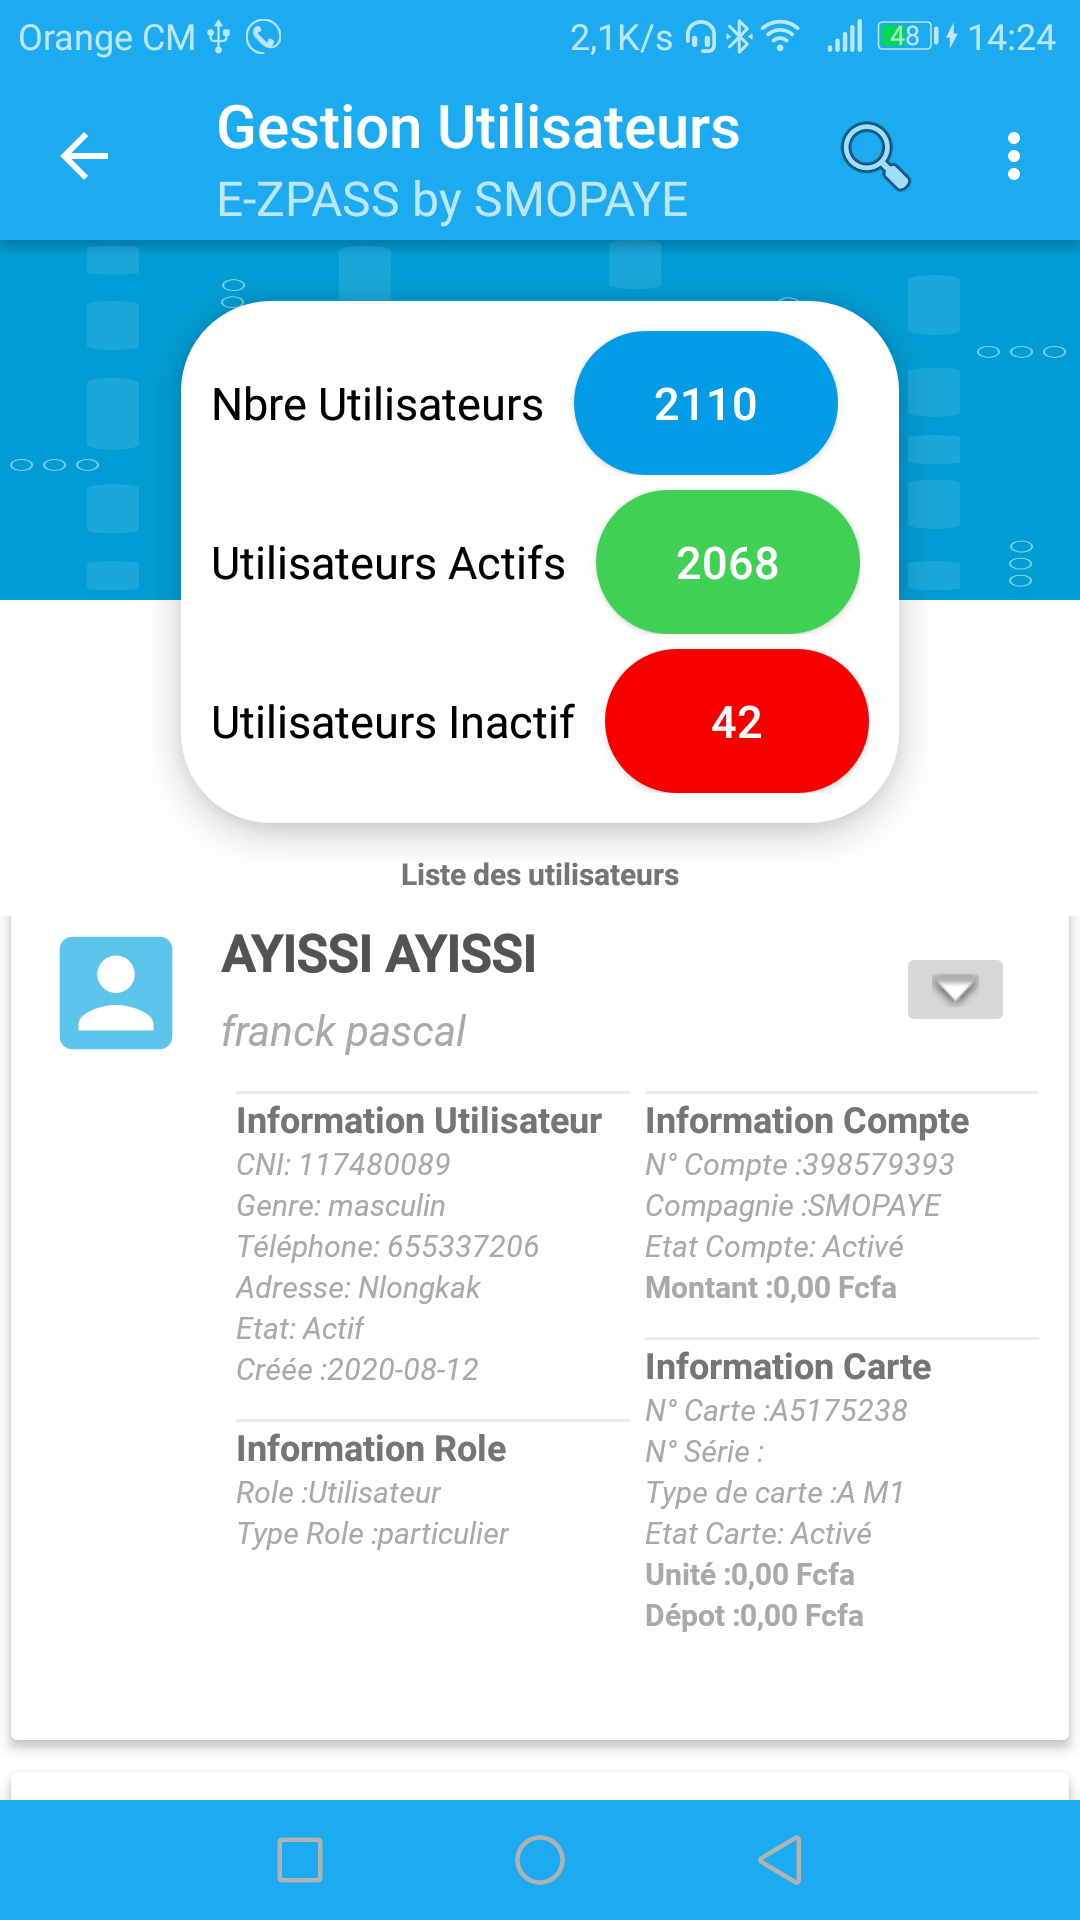 Orange CM 2,1K/s 48 14:24
Gestion Utilisateurs
E-ZPASS by SMOPAYE
Nbre Utilisateurs 2110
Utilisateurs Actifs 2068
Utilisateurs Inactif 42
Liste des utilisateurs
AYISSI AYISSI
franck pascal
Information Utilisateur
CNI: 117480089
Genre: masculin
Téléphone: 655337206
Adresse: Nlongkak
Etat: Actif
Créée :2020-08-12
Information Role
Role :Utilisateur
Type Role :particulier
Information Compte
N° Compte :398579393
Compagnie :SMOPAYE
Etat Compte: Activé
Montant :0,00 Fcfa
Information Carte
N° Carte :A5175238
N° Série :
Type de carte :A M1
Etat Carte: Activé
Unité :0,00 Fcfa
Dépot :0,00 Fcfa